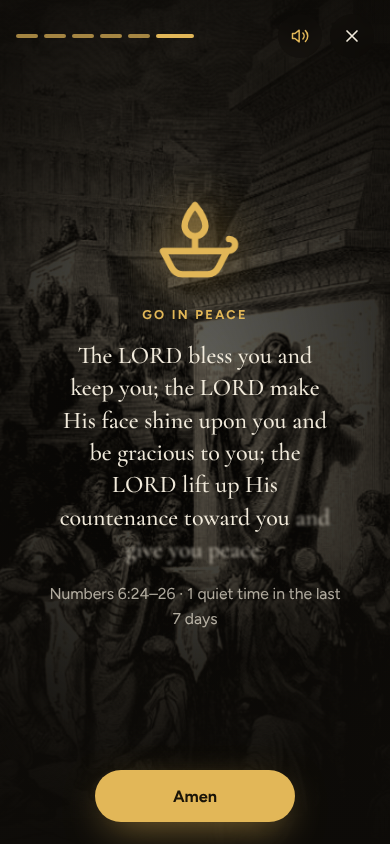 GO IN PEACE
The LORD bless you and
keep you; the LORD make
His face shine upon you and
be gracious to you; the
LORD lift up His
countenance toward you and
give you peace.
Numbers 6:24–26 · 1 quiet time in the last
7 days
Amen